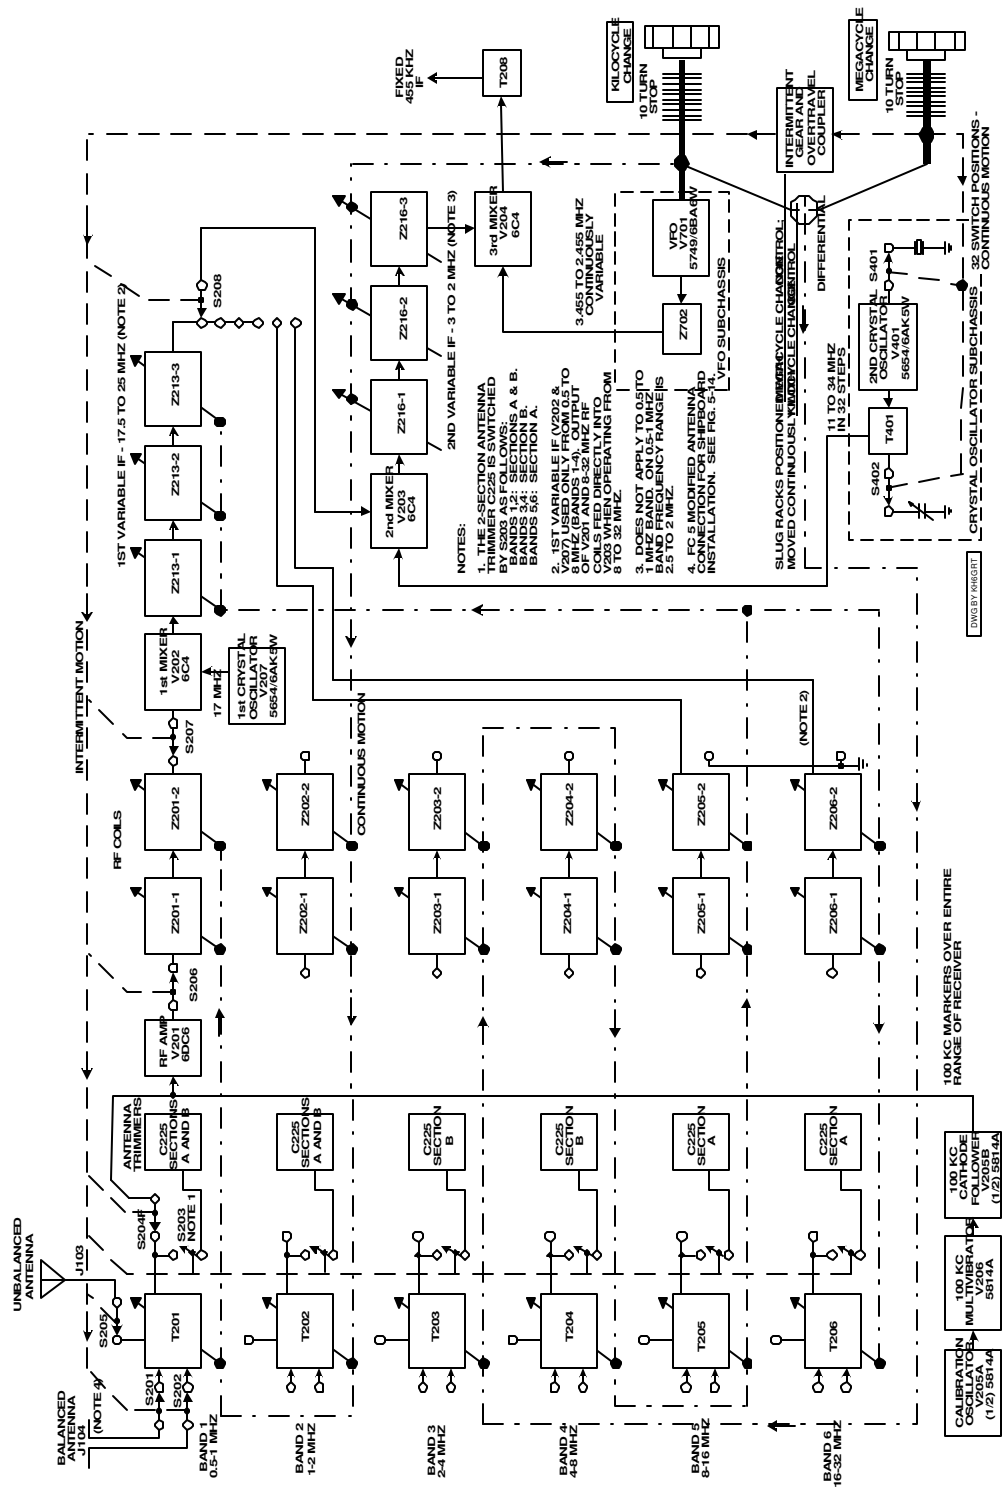 UNBALANCED
ANTENNA
J103
BALANCED
ANTENNA
J104
(NOTE 4)
S205
S201
S202
S204F
S203
NOTE 1
ANTENNA
TRIMMERS
T201
C225
SECTIONS
A AND B
RF AMP
V201
6DC6
S206
RF COILS
Z201-1
Z201-2
S207
INTERMITTENT MOTION
1st MIXER
V202
6C4
17 MHZ
1st CRYSTAL
OSCILLATOR
V207
5654/6AK5W
1ST VARIABLE IF - 17.5 TO 25 MHZ (NOTE 2)
Z213-1
Z213-2
Z213-3
S208
BAND 1
0.5-1 MHZ
BAND 2
1-2 MHZ
T202
C225
SECTIONS
A AND B
Z202-1
Z202-2
CONTINUOUS MOTION
BAND 3
2-4 MHZ
T203
C225
SECTION
B
Z203-1
Z203-2
BAND 4
4-8 MHZ
T204
C225
SECTION
B
Z204-1
Z204-2
BAND 5
8-16 MHZ
T205
C225
SECTION
A
Z205-1
Z205-2
BAND 6
16-32 MHZ
T206
C225
SECTION
A
Z206-1
Z206-2
(NOTE 2)
2nd MIXER
V203
6C4
Z216-1
Z216-2
Z216-3
2ND VARIABLE IF - 3 TO 2 MHZ (NOTE 3)
3rd MIXER
V204
6C4
T208
FIXED
455 KHZ
IF
NOTES:
1. THE 2-SECTION ANTENNA
TRIMMER C225 IS SWITCHED
BY S203 AS FOLLOWS:
BANDS 1,2: SECTIONS A & B.
BANDS 3,4: SECTION B.
BANDS 5,6: SECTION A.
2. 1ST VARIABLE IF (V202 &
V207) USED ONLY FROM 0.5 TO
8 MHZ (BANDS 1-4). OUTPUT
OF V201 AND 8-32 MHZ RF
COILS FED DIRECTLY INTO
V203 WHEN OPERATING FROM
8 TO 32 MHZ.
3. DOES NOT APPLY TO 0.5 TO
1 MHZ BAND. ON 0.5-1 MHZ
BAND FREQUENCY RANGE IS
2.5 TO 2 MHZ.
4. FC 5 MODIFIED ANTENNA
CONNECTION FOR SHIPBOARD
INSTALLATION. SEE FIG. 5-14.
3.455 TO 2.455 MHZ
CONTINUOUSLY
VARIABLE
Z702
VFO
V701
5749/6BA6W
VFO SUBCHASSIS
KILOCYCLE
CHANGE
10 TURN
STOP
MEGACYCLE
CHANGE
10 TURN
STOP
INTERMITTENT
GEAR AND
OVERTRAVEL
COUPLER
DIFFERENTIAL
SLUG RACKS POSITIONED
MOVED CONTINUOUSLY
11 TO 34 MHZ
IN 32 STEPS
T401
2ND CRYSTAL
OSCILLATOR
V401
5654/6AK5W
S401
S402
CRYSTAL OSCILLATOR SUBCHASSIS
32 SWITCH POSITIONS -
CONTINUOUS MOTION
DWG BY KH6GRT
100 KC MARKERS OVER ENTIRE
RANGE OF RECEIVER
CALIBRATION
OSCILLATOR
V205A
(1/2) 5814A
100 KC
MULTIVIBRATOR
V206
5814A
100 KC
CATHODE
FOLLOWER
V205B
(1/2) 5814A